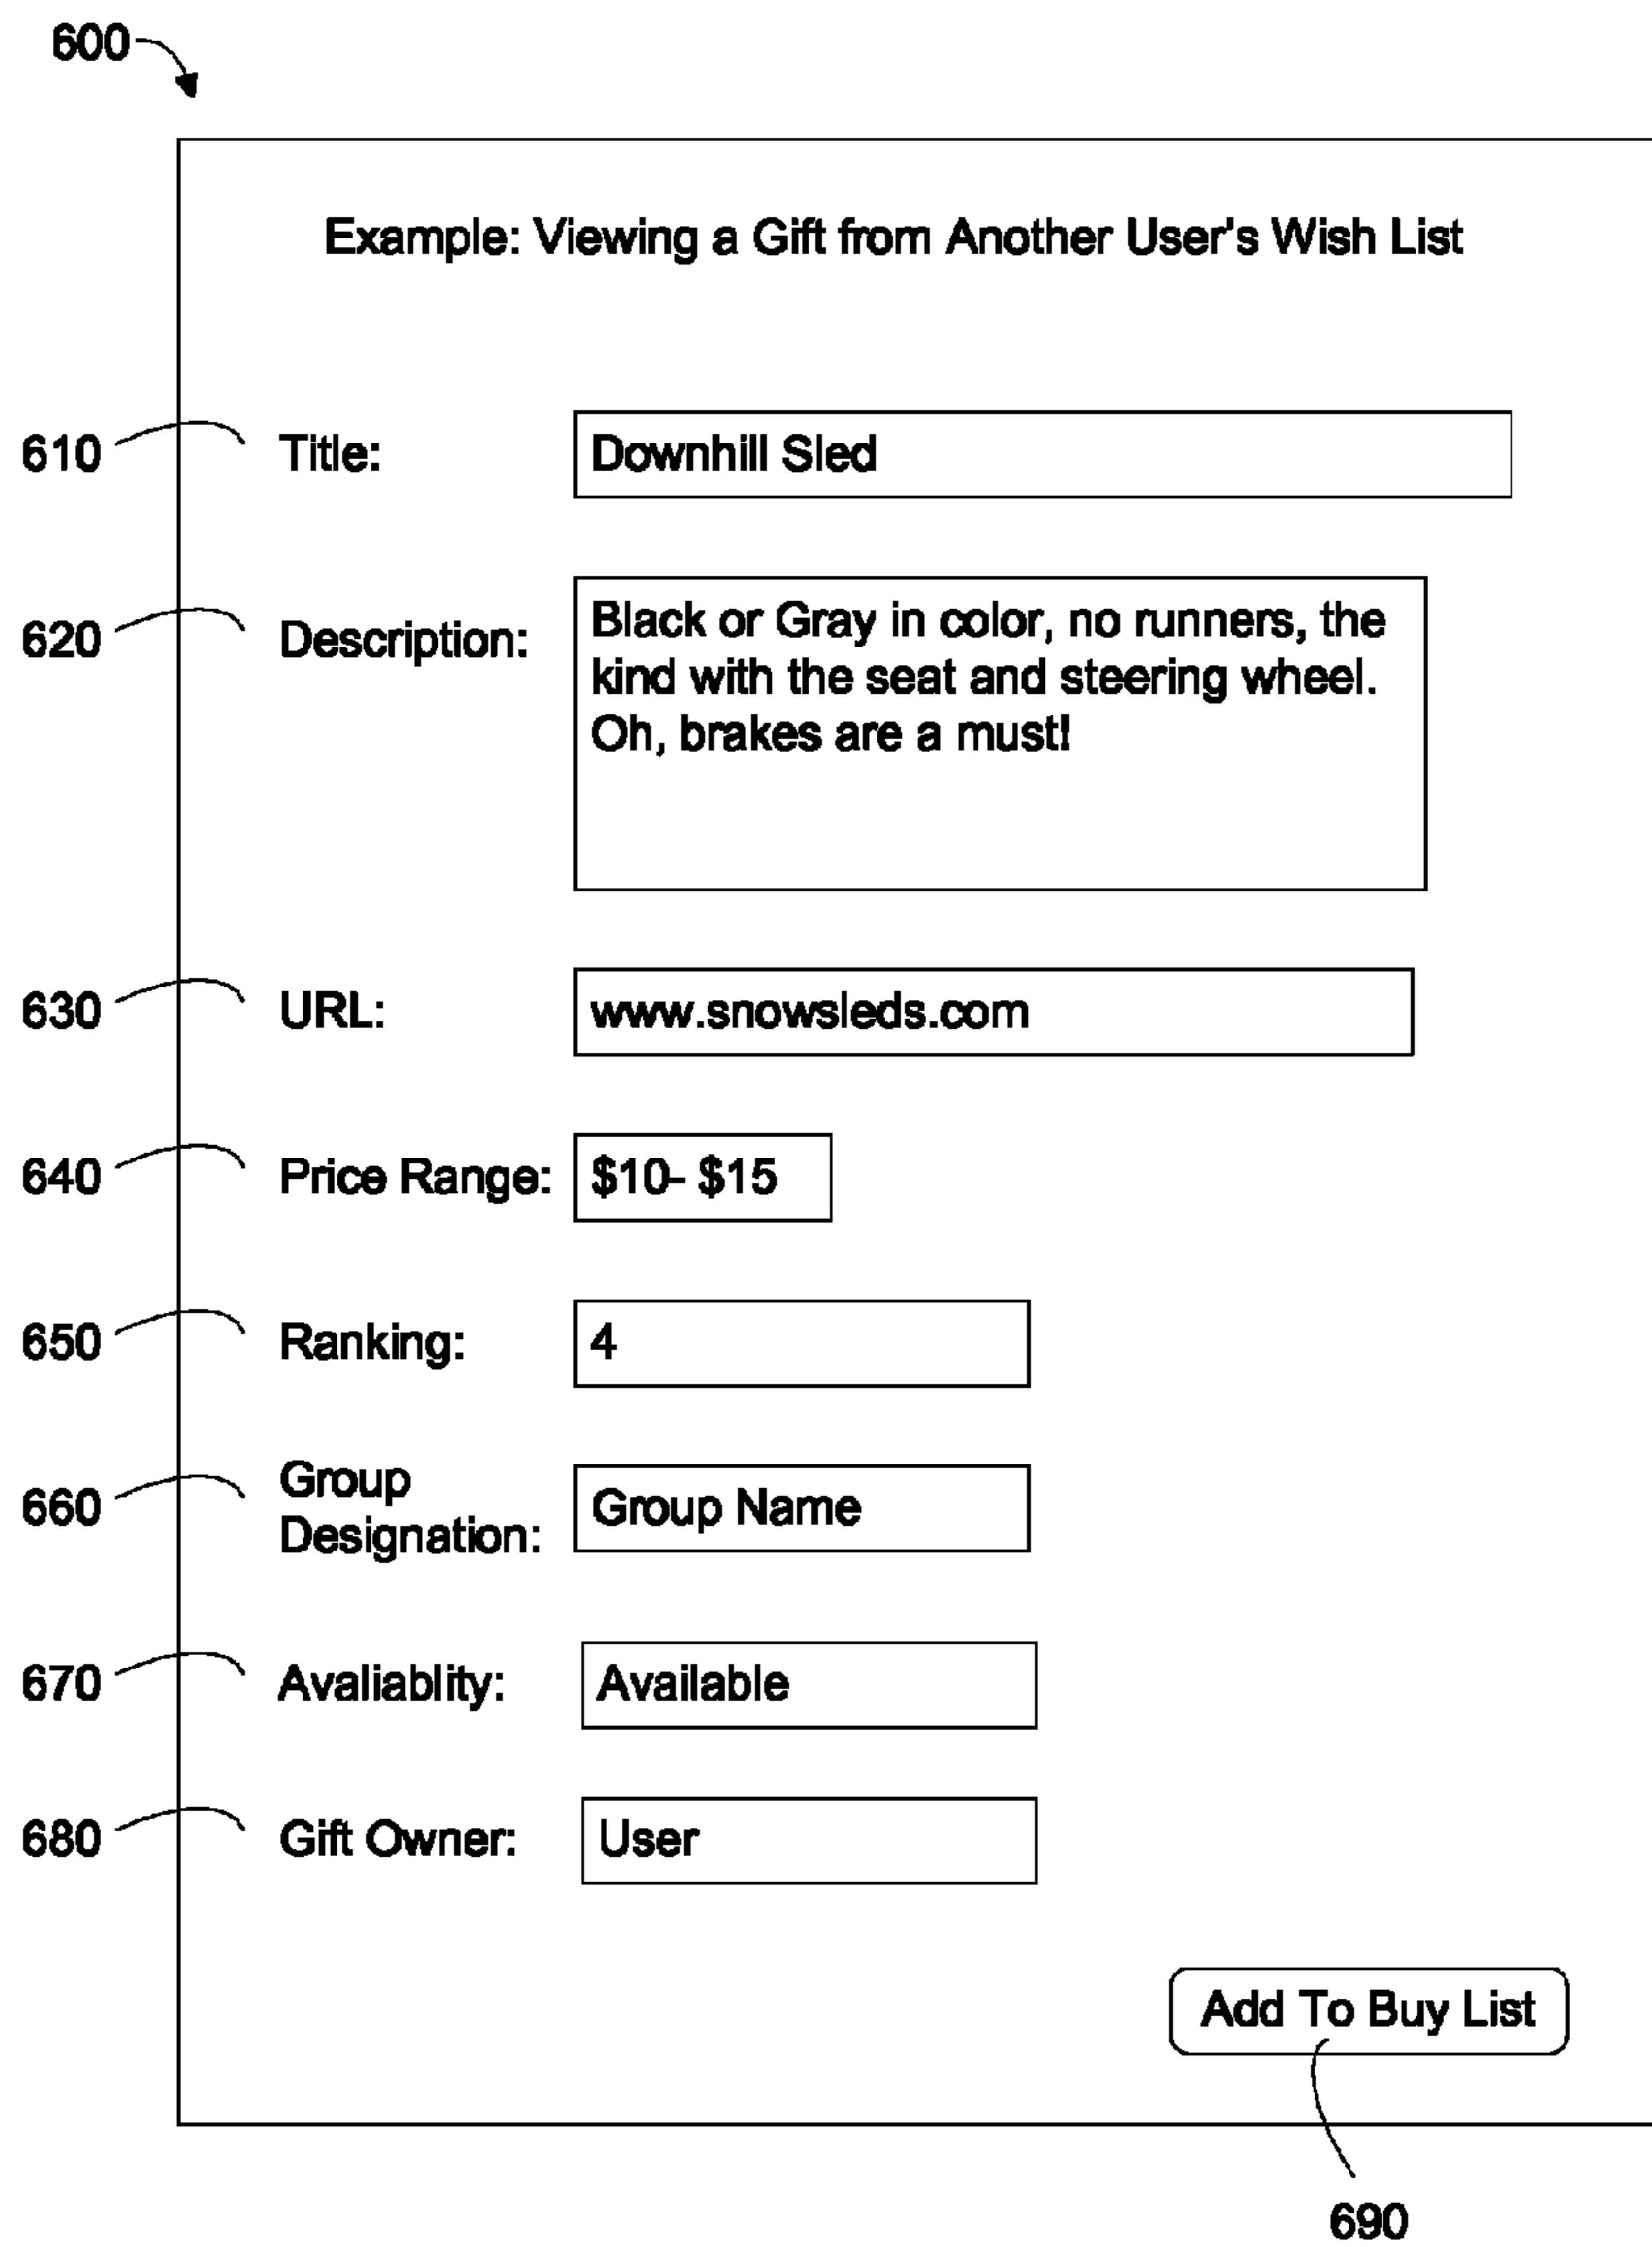 600
Example: Viewing a Gift from Another User's Wish List
610 Title: Downhill Sled
620 Description: Black or Gray in color, no runners, the
kind with the seat and steering wheel.
Oh, brakes are a must!
630 URL: www.snowsleds.com
640 Price Range: $10- $15
650 Ranking: 4
660 Group
Designation: Group Name
670 Avaliablity: Available
680 Gift Owner: User
Add To Buy List
690